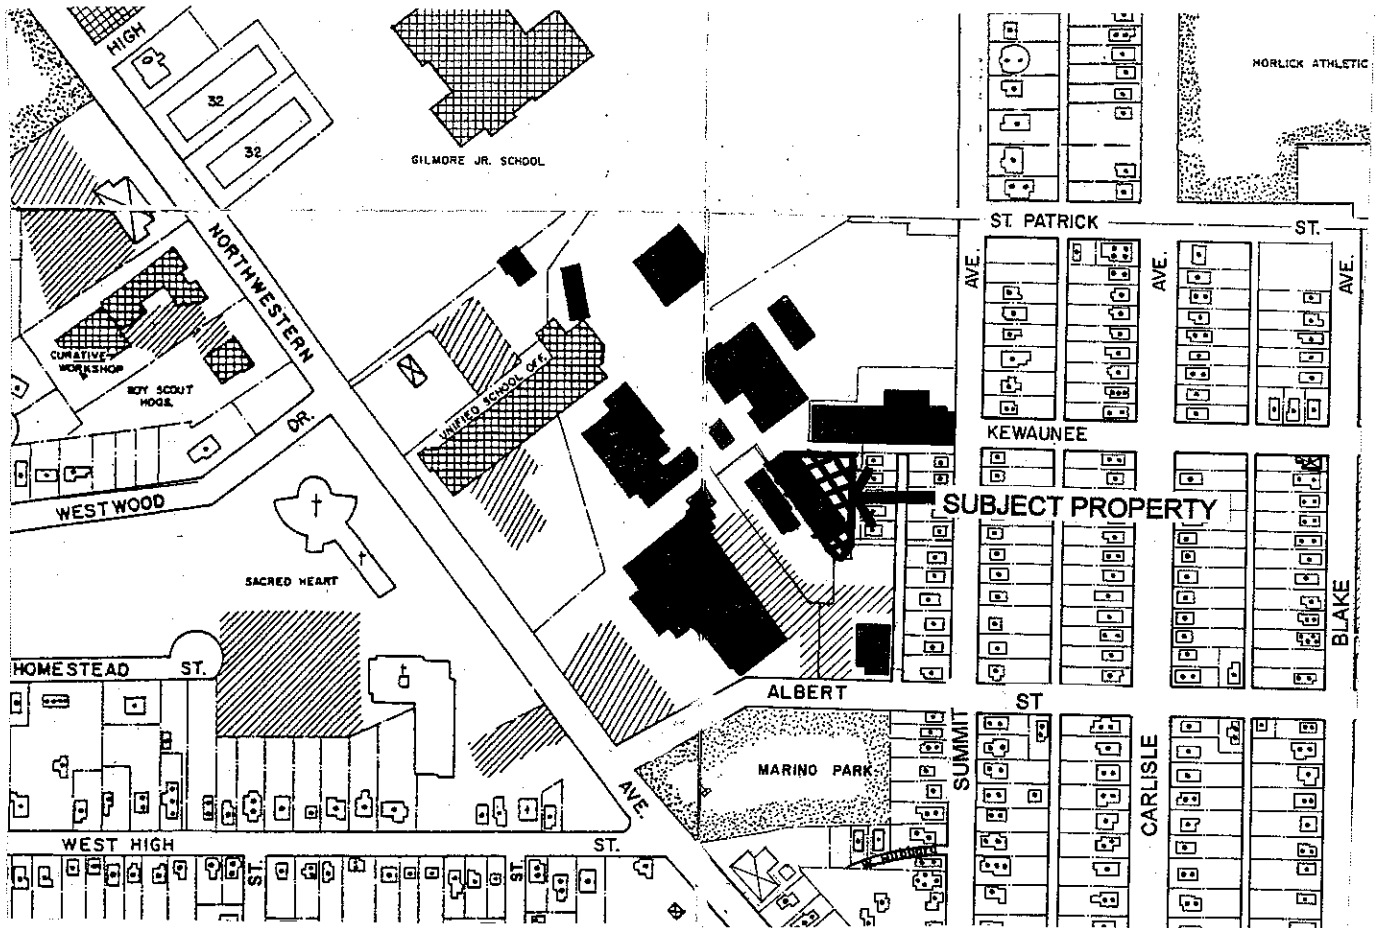 HIGH
HORLICK ATHLETIC
32
32
GILMORE JR. SCHOOL
ST. PATRICK
ST.
NORTHWESTERN
AVE.
AVE.
AVE.
CURATIVE
WORKSHOP
BOY SCOUT
HDQS.
UNIFIED SCHOOL OFF.
DR.
KEWAUNEE
WESTWOOD
SUBJECT PROPERTY
SACRED HEART
BLAKE
HOMESTEAD
ST.
ALBERT
ST
SUMMIT
CARLISLE
MARINO PARK
AVE.
WEST HIGH
ST.
ST.
ST